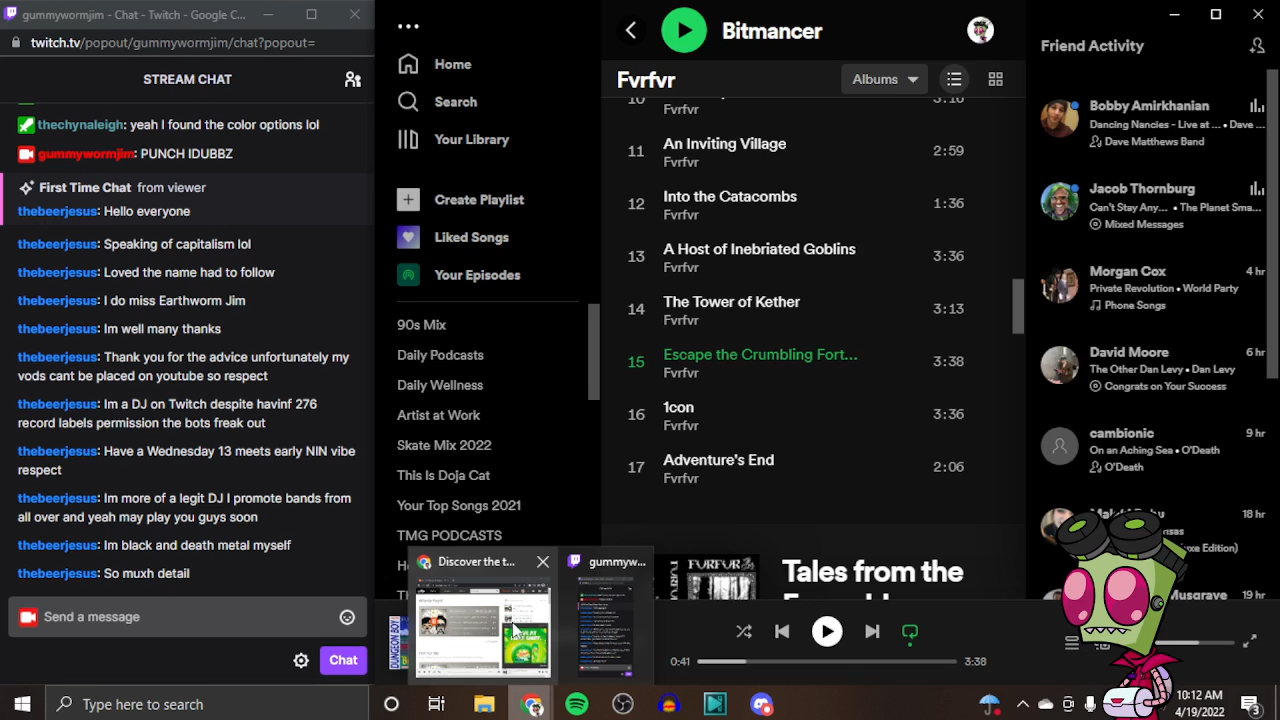 gummywormjim - Chat - Twitch - Google C...
twitch.tv/popout/gummywormjim/chat?popout=
STREAM CHAT
thechynaleigh: yeah I found the color options lol
gummywormjim: PUNCH IDUBBZ
First Time Chat from viewer
thebeerjesus: Hello everyone
thebeerjesus: Speaking of capitalism lol
thebeerjesus: Loved the name had to follow
thebeerjesus: I do miss Earthworm Jim
thebeerjesus: Im well many thanks
thebeerjesus: Thank you for the advice unfortunately my
vods cant be placed on youtube so respect
thebeerjesus: Im a DJ on Twitch despite havinf 276
record labels permission the bots freak out
thebeerjesus: Have a Wednesday 13 meets early NIN vibe
respect
thebeerjesus: Im more of a legit DJ I promote bands from
all over and yeah may play you guys soon
thebeerjesus: Im black and death metal myself
thebeerjesus: So normal
Send a message
Home
Search
Your Library
Create Playlist
Liked Songs
Your Episodes
90s Mix
Daily Podcasts
Daily Wellness
Artist at Work
Skate Mix 2022
This Is Doja Cat
Your Top Songs 2021
TMG PODCASTS
Discover the t...
gummyw...
Bitmancer
Fvrfvr
Albums
3:16
11 An Inviting Village 2:59
Fvrfvr
12 Into the Catacombs 1:36
Fvrfvr
13 A Host of Inebriated Goblins 3:36
Fvrfvr
14 The Tower of Kether 3:13
Fvrfvr
15 Escape the Crumbling Fort... 3:38
Fvrfvr
16 1con 3:36
Fvrfvr
17 Adventure's End 2:06
Fvrfvr
FURFUR
Tales from the
0:41
3:38
Friend Activity
Bobby Amirkhanian
Dancing Nancies - Live at ... • Dave ...
Dave Matthews Band
Jacob Thornburg
Can't Stay Any... • The Planet Sma...
Mixed Messages
Morgan Cox 4 hr
Private Revolution • World Party
Phone Songs
David Moore 6 hr
The Other Dan Levy • Dan Levy
Congrats on Your Success
cambionic 9 hr
On an Aching Sea • O'Death
O'Death
18 hr
19 hr
Type here to search
10:12 AM
4/19/2022
3